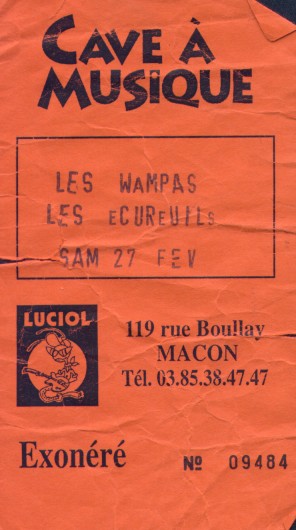 CAVE À
MUSiQUE
LES WAMPAS
LES eCUReUILs
SAM 27 FEV
LUCIOL
119 rue Boullay
MACON
Tél. 03.85.38.47.47
Exonéré
Nº 09484